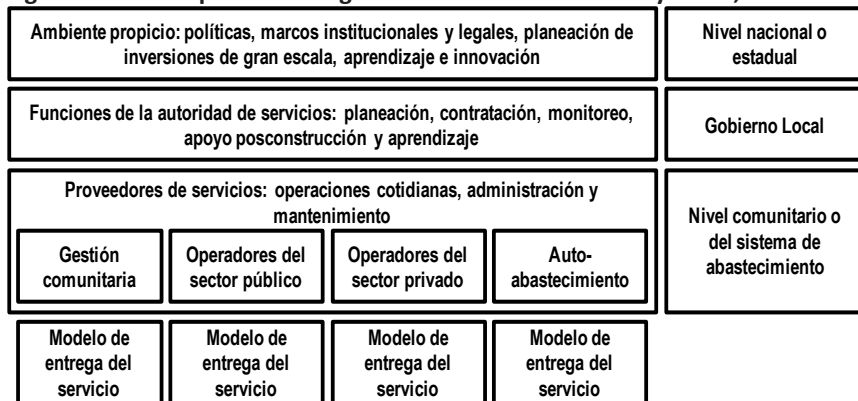 Ambiente propicio: políticas, marcos institucionales y legales, planeación de
inversiones de gran escala, aprendizaje e innovación
Nivel nacional o
estadual
Funciones de la autoridad de servicios: planeación, contratación, monitoreo,
apoyo posconstrucción y aprendizaje
Gobierno Local
Proveedores de servicios: operaciones cotidianas, administración y
mantenimiento
Nivel comunitario o
del sistema de
abastecimiento
Gestión
comunitaria
Operadores del
sector público
Operadores del
sector privado
Auto-
abastecimiento
Modelo de
entrega del
servicio
Modelo de
entrega del
servicio
Modelo de
entrega del
servicio
Modelo de
entrega del
servicio